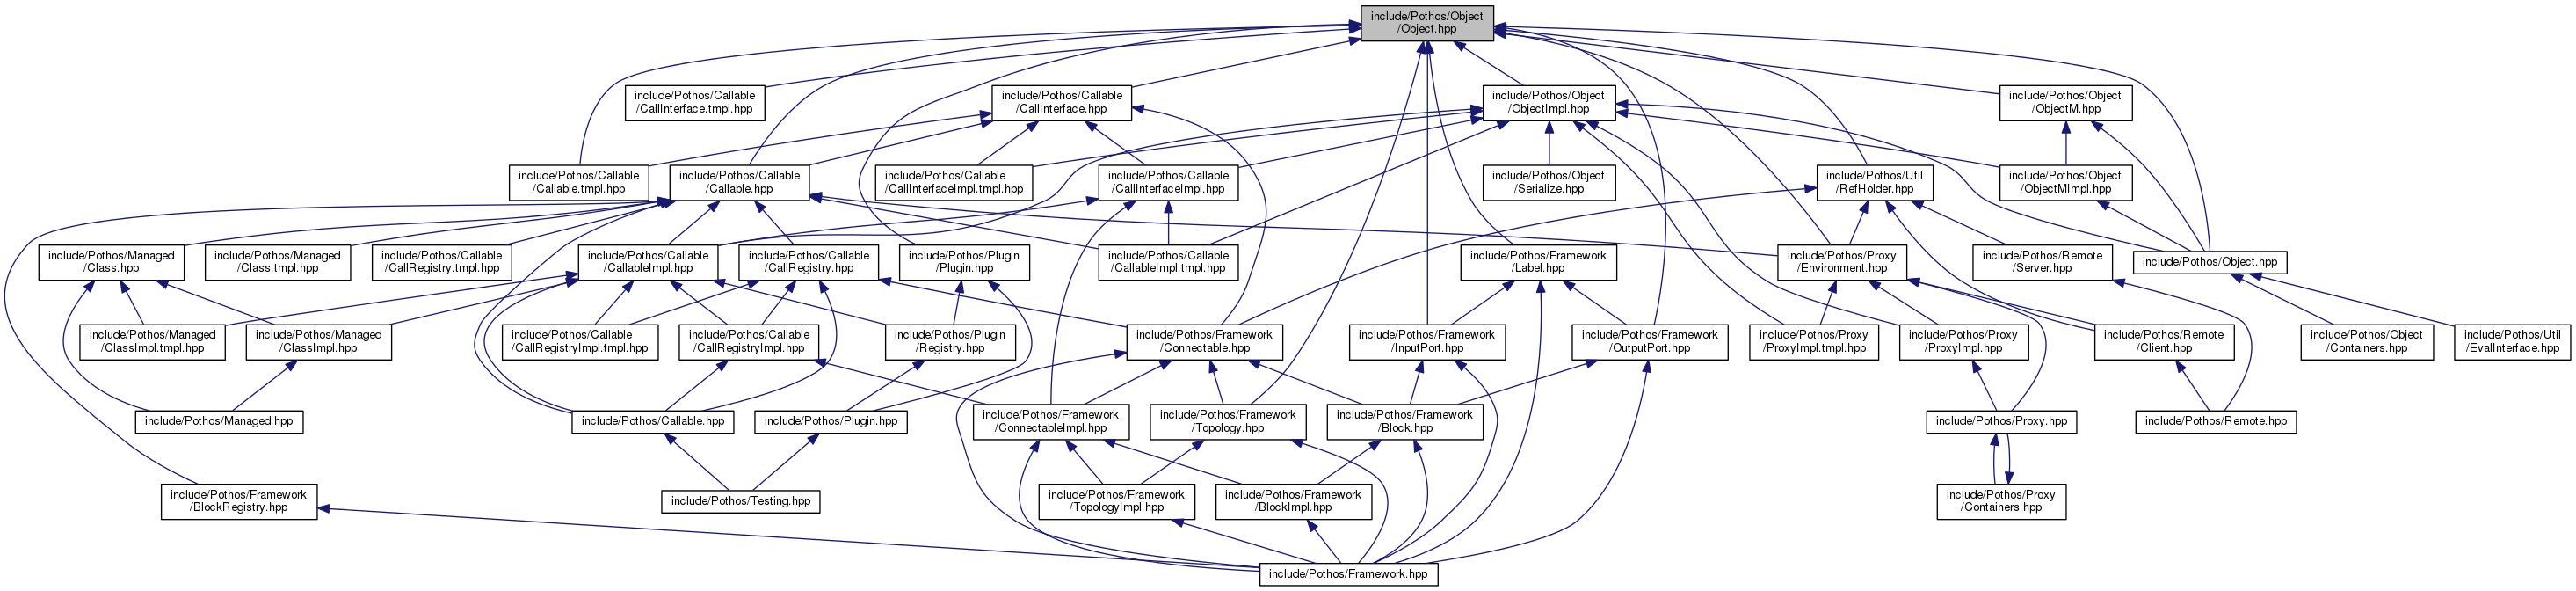 include/Pothos/Object
/Object.hpp
include/Pothos/Callable
/CallInterface.tmpl.hpp
include/Pothos/Callable
/CallInterface.hpp
include/Pothos/Object
/ObjectImpl.hpp
include/Pothos/Object
/ObjectM.hpp
include/Pothos/Callable
/Callable.tmpl.hpp
include/Pothos/Callable
/Callable.hpp
include/Pothos/Callable
/CallInterfaceImpl.tmpl.hpp
include/Pothos/Callable
/CallInterfaceImpl.hpp
include/Pothos/Object
/Serialize.hpp
include/Pothos/Util
/RefHolder.hpp
include/Pothos/Object
/ObjectMImpl.hpp
include/Pothos/Managed
/Class.hpp
include/Pothos/Managed
/Class.tmpl.hpp
include/Pothos/Callable
/CallRegistry.tmpl.hpp
include/Pothos/Callable
/CallableImpl.hpp
include/Pothos/Callable
/CallRegistry.hpp
include/Pothos/Plugin
/Plugin.hpp
include/Pothos/Callable
/CallableImpl.tmpl.hpp
include/Pothos/Framework
/Label.hpp
include/Pothos/Proxy
/Environment.hpp
include/Pothos/Remote
/Server.hpp
include/Pothos/Object.hpp
include/Pothos/Managed
/ClassImpl.tmpl.hpp
include/Pothos/Managed
/ClassImpl.hpp
include/Pothos/Callable
/CallRegistryImpl.tmpl.hpp
include/Pothos/Callable
/CallRegistryImpl.hpp
include/Pothos/Plugin
/Registry.hpp
include/Pothos/Framework
/Connectable.hpp
include/Pothos/Framework
/InputPort.hpp
include/Pothos/Framework
/OutputPort.hpp
include/Pothos/Proxy
/ProxyImpl.tmpl.hpp
include/Pothos/Proxy
/ProxyImpl.hpp
include/Pothos/Remote
/Client.hpp
include/Pothos/Object
/Containers.hpp
include/Pothos/Util
/EvalInterface.hpp
include/Pothos/Managed.hpp
include/Pothos/Callable.hpp
include/Pothos/Plugin.hpp
include/Pothos/Framework
/ConnectableImpl.hpp
include/Pothos/Framework
/Topology.hpp
include/Pothos/Framework
/Block.hpp
include/Pothos/Proxy.hpp
include/Pothos/Remote.hpp
include/Pothos/Framework
/BlockRegistry.hpp
include/Pothos/Testing.hpp
include/Pothos/Framework
/TopologyImpl.hpp
include/Pothos/Framework
/BlockImpl.hpp
include/Pothos/Proxy
/Containers.hpp
include/Pothos/Framework.hpp